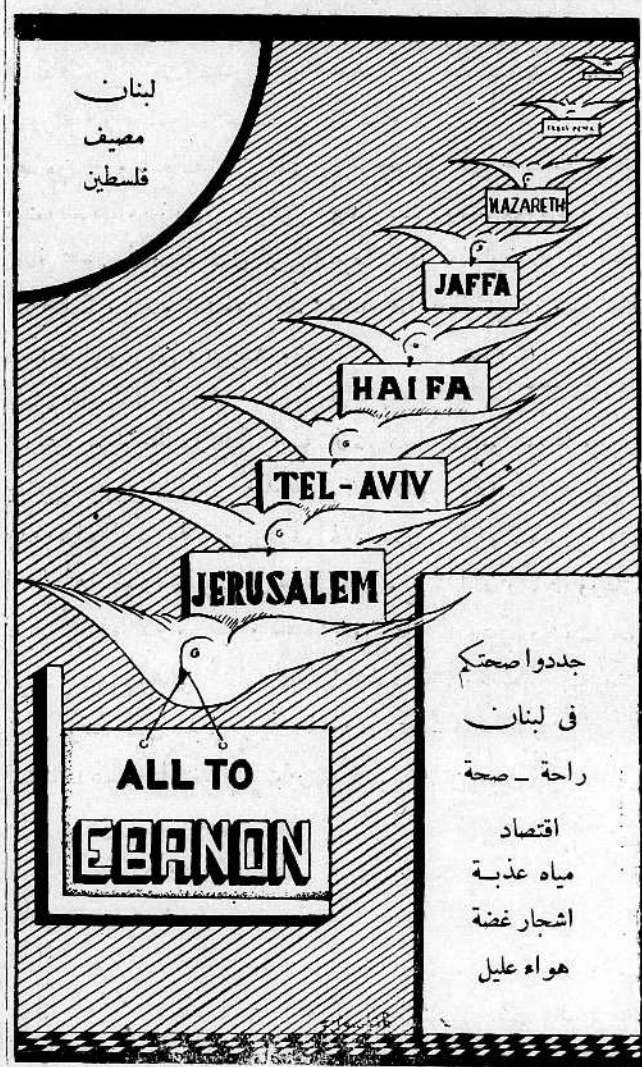 لبنان
مصيف
فلسطين
NAZARETH
JAFFA
HAIFA
TEL-AVIV
JERUSALEM
ALL TO
LEBANON
جددوا صحتكم
فى لبنان
راحة – صحة
اقتصاد
مياه عذبة
اشجار غضة
هواء عليل